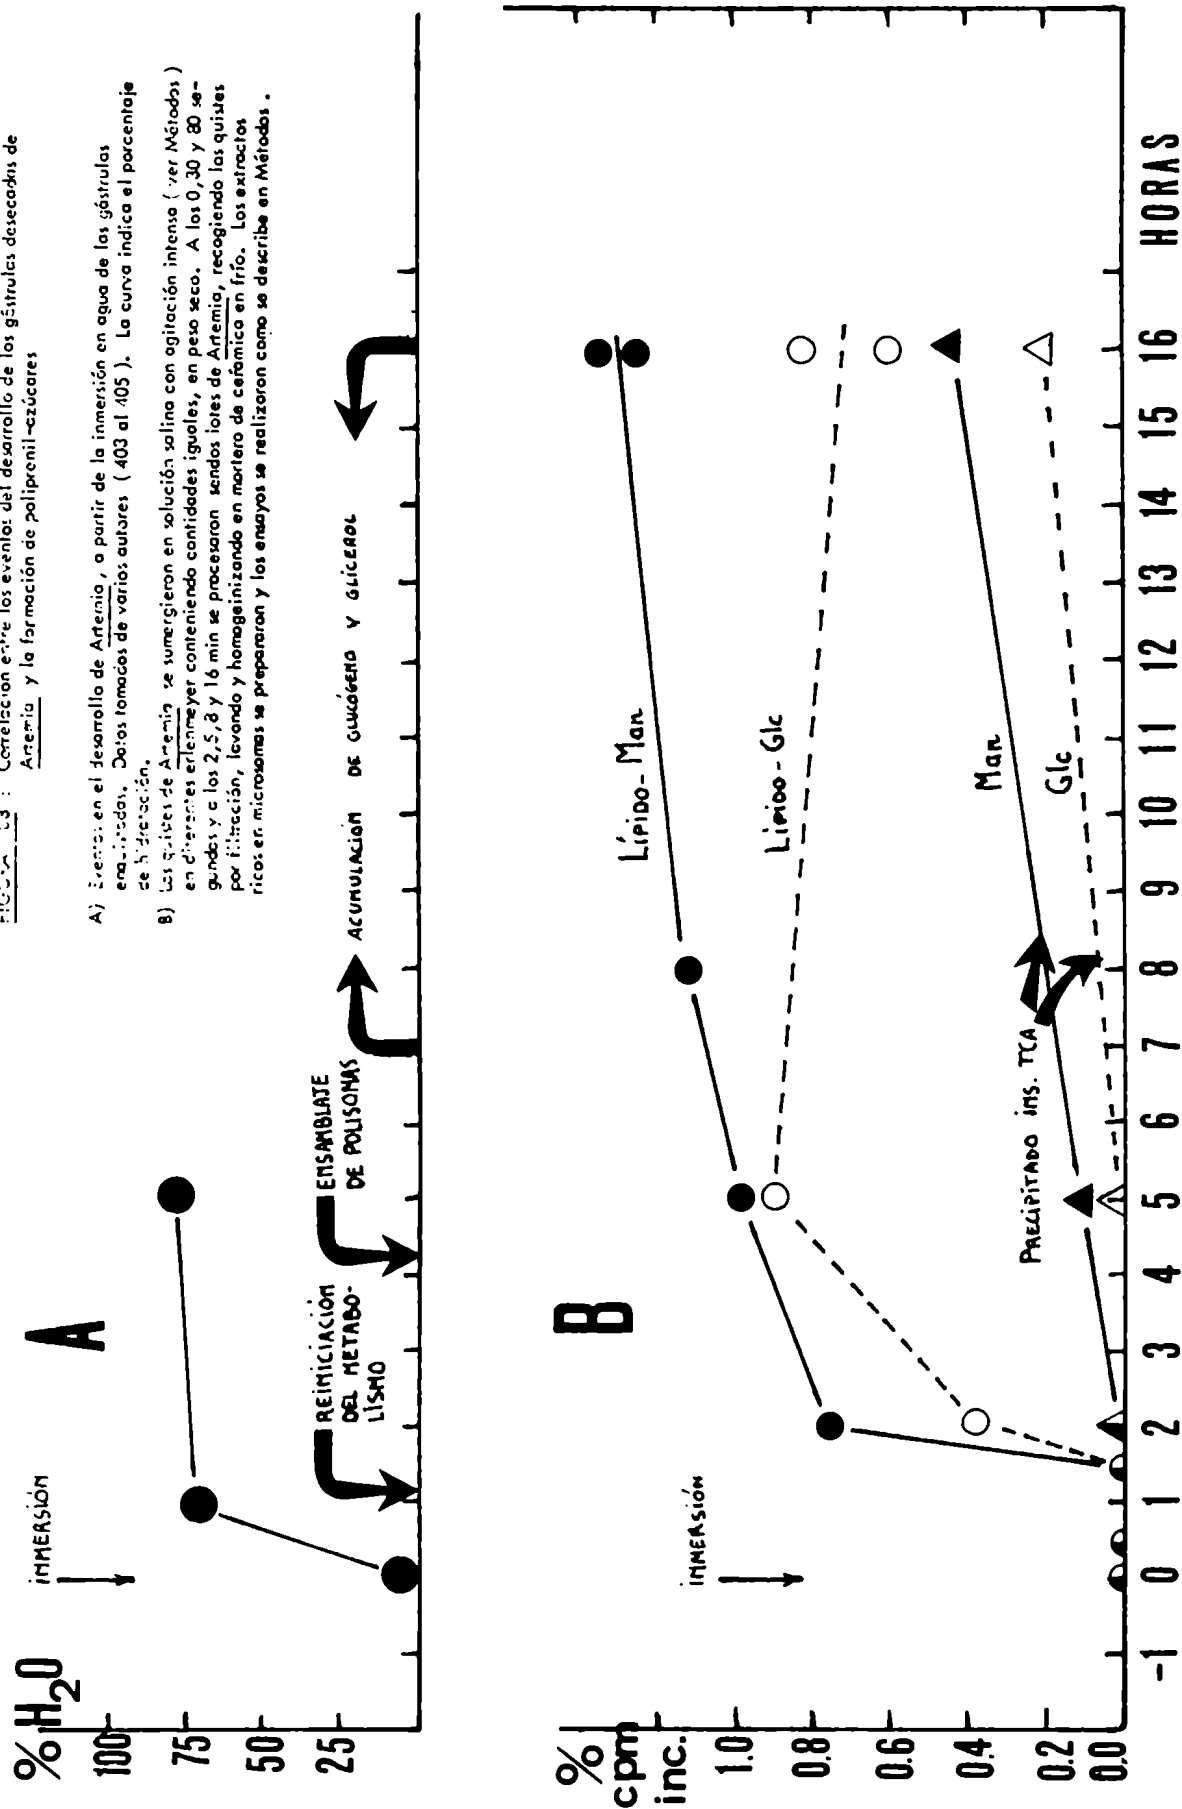 Correlación entre los eventos del desarrollo de las gástrulas desecadas de
Artemia y la formación de poliprenil-azúcares
A) Eventos en el desarrollo de Artemia, a partir de la inmersión en agua de las gástrulas
enquistadas. Datos tomados de varios autores (403 al 405). La curva indica el porcentaje
de hidratación.
B) Los quistes de Artemia se sumergieron en solución salina con agitación intensa (ver Métodos)
en diferentes erlenmeyer conteniendo cantidades iguales, en peso seco. A los 0,30 y 80 se-
gundos y a los 2,5,8 y 16 min se procesaron sendos lotes de Artemia, recogiendo los quistes
por filtración, lavando y homogeinizando en mortero de cerámica en frío. Los extractos
ricos en microsomas se prepararon y los ensayos se realizaron como se describe en Métodos.
A
% H₂O
100
75
50
25
INMERSIÓN
REINICIACIÓN
DEL METABO-
LISMO
ENSAMBLAJE
DE POLISOMAS
ACUMULACIÓN DE GLUCÓGENO Y GLICEROL
B
%
cpm
inc.
1.0
0.8
0.6
0.4
0.2
0.0
INMERSIÓN
LÍPIDO-Man
LÍPIDO-Glc
Man
Glc
PRECIPITADO INS. TCA
-1 0 1 2 3 4 5 6 7 8 9 10 11 12 13 14 15 16 HORAS